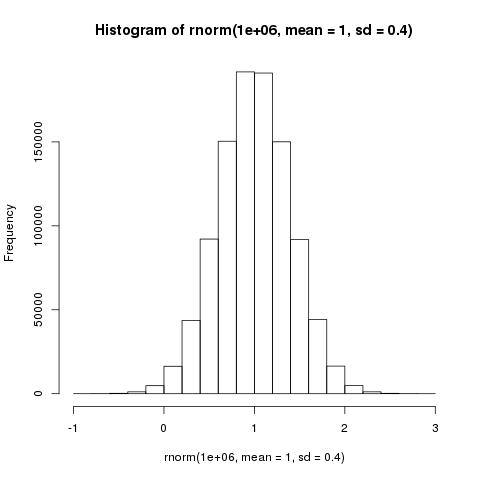 Histogram of rnorm(1e+06, mean = 1, sd = 0.4)
Frequency
150000
100000
50000
0
-1 0 1 2 3
rnorm(1e+06, mean = 1, sd = 0.4)